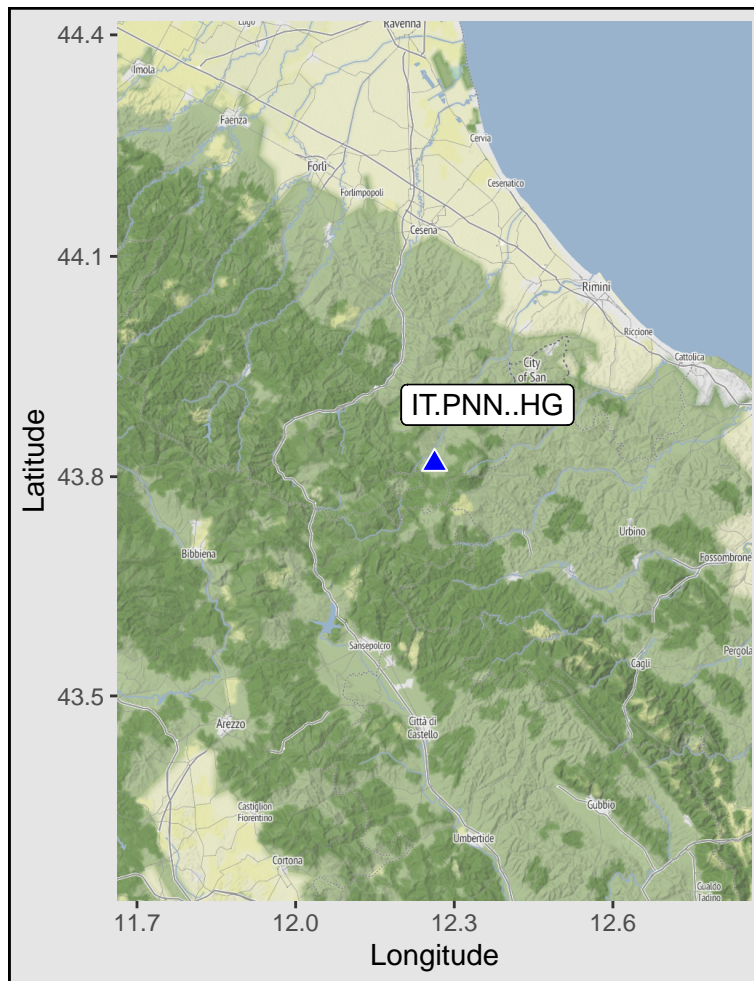 44.4
44.1
43.8
43.5
Latitude
Lugo
Ravenna
Imola
Faenza
Cervia
Forlì
Forlimpopoli
Cesenatico
Cesena
Rimini
Riccione
Cattolica
City
of San
IT.PNN..HG
Urbino
Bibbiena
Fossombrone
Sansepolcro
Cagli
Pergola
Arezzo
Città di
Castello
Castiglion
Fiorentino
Gubbio
Umbertide
Cortona
Gualdo
Tadino
11.7
12.0
12.3
12.6
Longitude